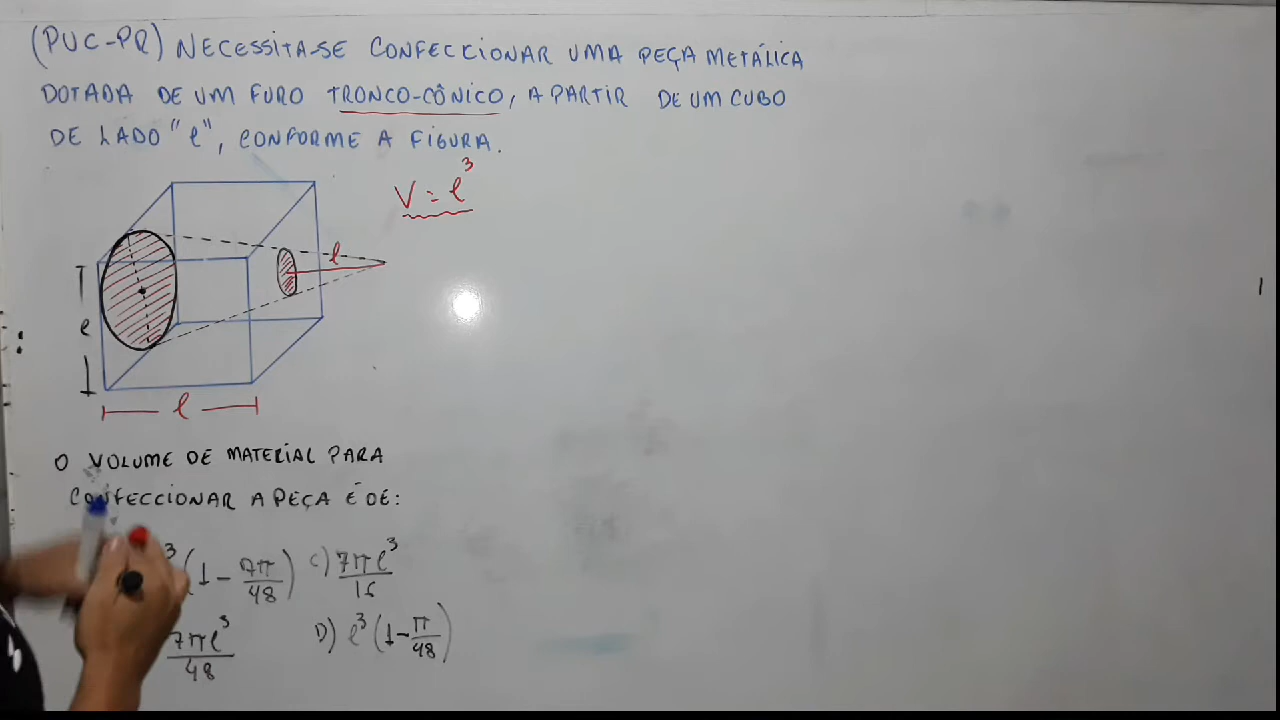 (PUC-PR) NECESSITA-SE CONFECCIONAR UMA PEÇA METÁLICA
DOTADA DE UM FURO TRONCO-CÔNICO, A PARTIR DE UM CUBO
DE LADO "l", CONFORME A FIGURA.
V = l³
l
l
l
O VOLUME DE MATERIAL PARA
CONFECCIONAR A PEÇA É DE:
³(1 - 7π/48) C) 7πl³/16
7πl³/48 D) l³(1 - π/48)